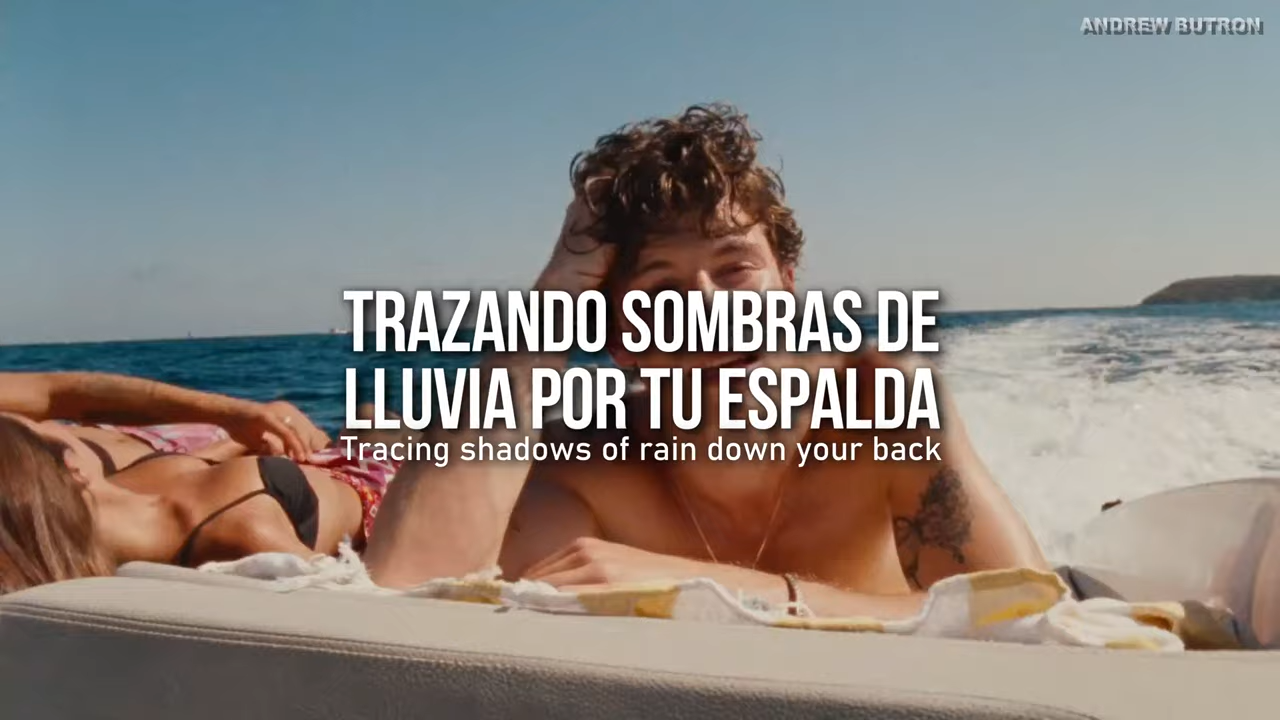 ANDREW BUTRON
TRAZANDO SOMBRAS DE
LLUVIA POR TU ESPALDA
Tracing shadows of rain down your back